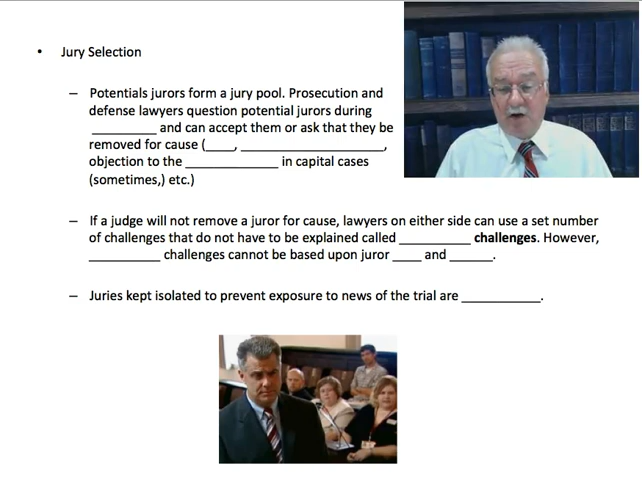 • Jury Selection
– Potentials jurors form a jury pool. Prosecution and
defense lawyers question potential jurors during
_________ and can accept them or ask that they be
removed for cause (____, ____________________,
objection to the _____________ in capital cases
(sometimes,) etc.)
– If a judge will not remove a juror for cause, lawyers on either side can use a set number
of challenges that do not have to be explained called __________ challenges. However,
__________ challenges cannot be based upon juror ____ and ______.
– Juries kept isolated to prevent exposure to news of the trial are ___________.